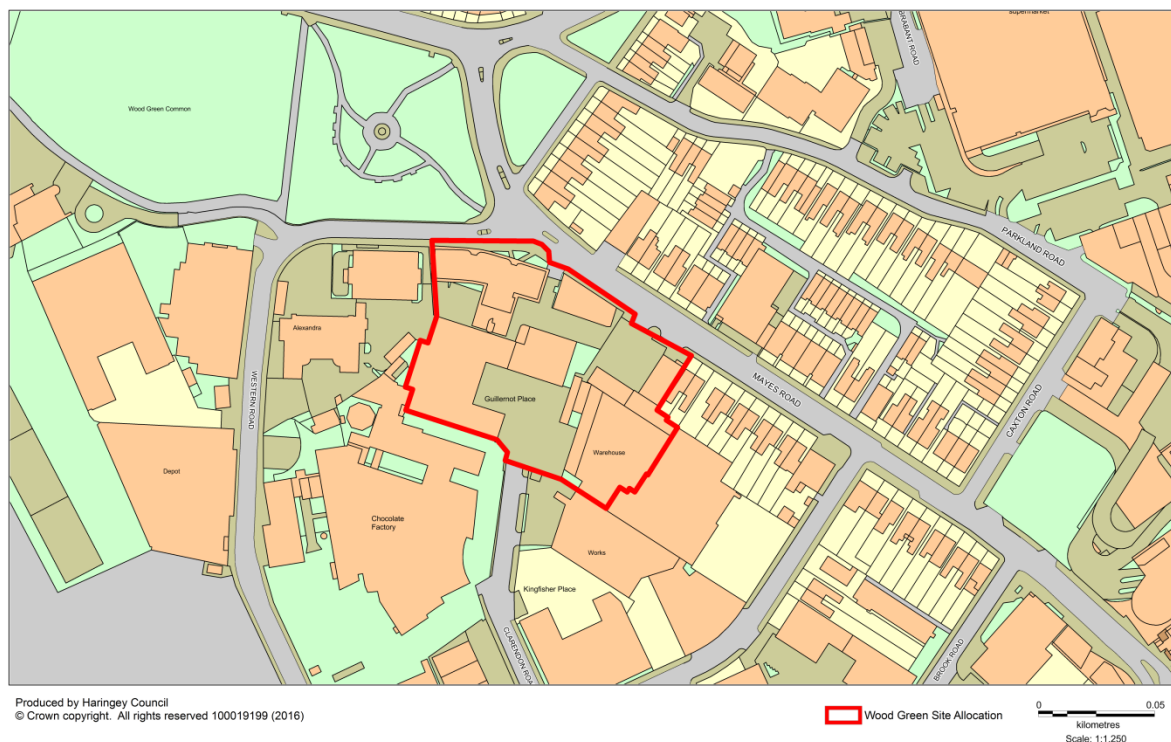 supermarket
BRABANT ROAD
Wood Green Common
PARKLAND ROAD
Alexandra
WESTERN ROAD
MAYES ROAD
Guillemot Place
CAXTON ROAD
Warehouse
Depot
Chocolate
Factory
Works
Kingfisher Place
CLARENDON ROAD
BROOK ROAD
Produced by Haringey Council
© Crown copyright. All rights reserved 100019199 (2016)
Wood Green Site Allocation
0 0.05
kilometres
Scale: 1:1,250